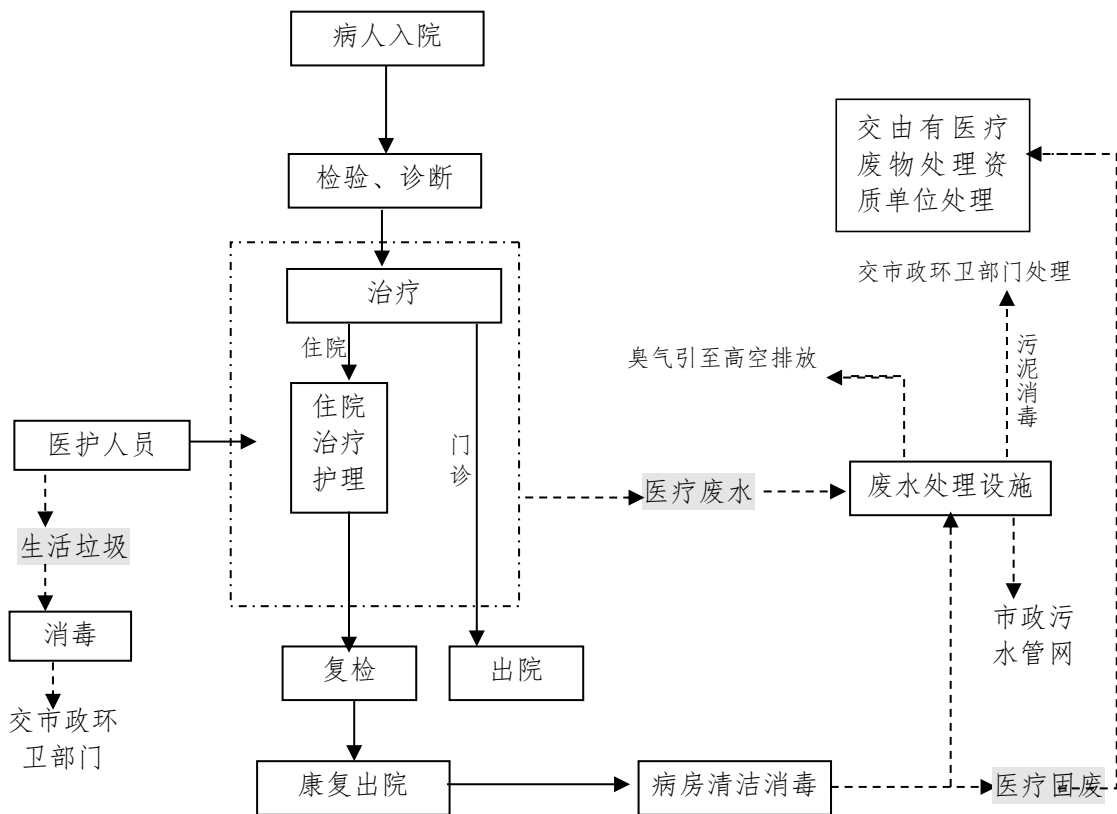 病人入院
检验、诊断
交由有医疗
废物处理资
质单位处理
治疗
交市政环卫部门处理
住院
臭气引至高空排放
污泥消毒
住院
治疗
护理
门诊
医护人员
医疗废水
废水处理设施
生活垃圾
消毒
市政污
水管网
复检
出院
交市政环
卫部门
康复出院
病房清洁消毒
医疗固废